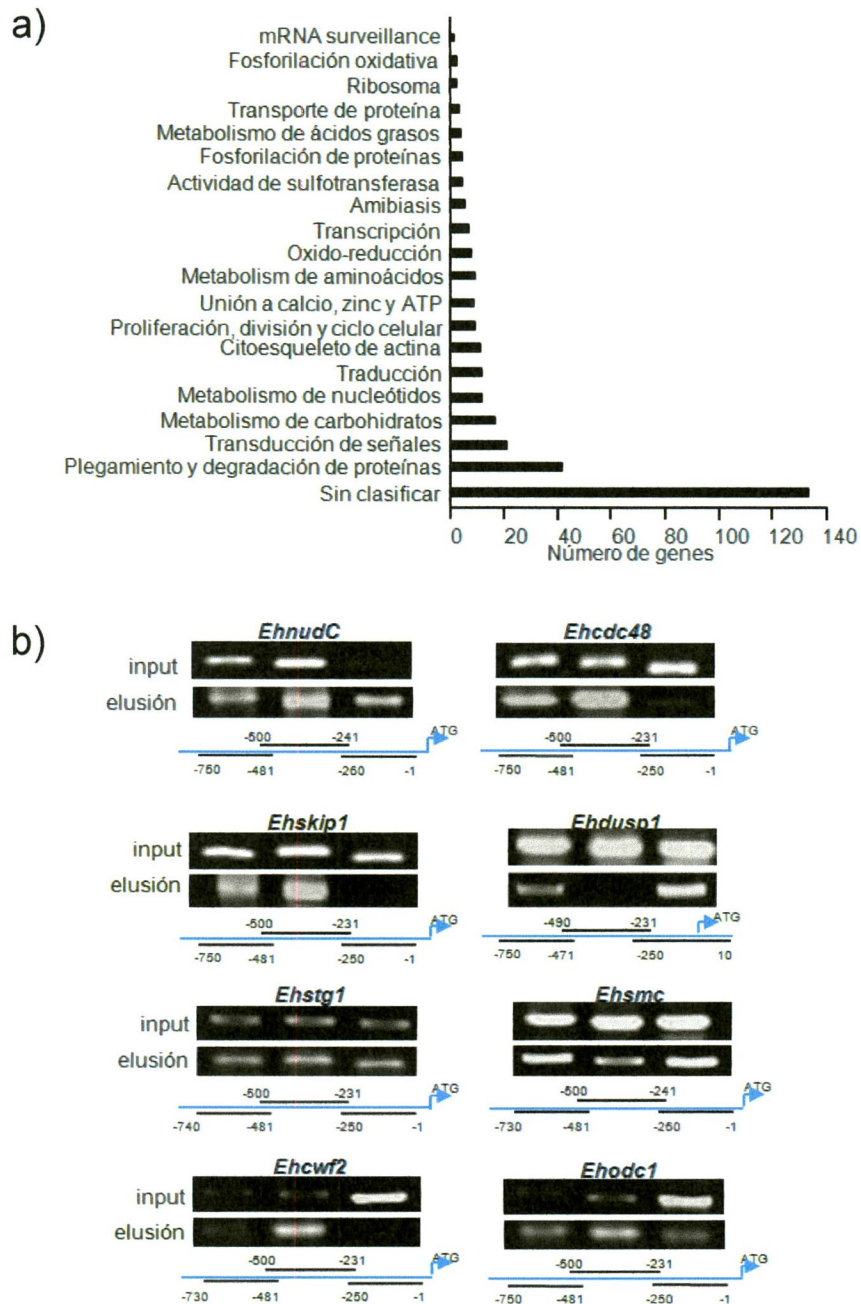 a)
mRNA surveillance
Fosforilación oxidativa
Ribosoma
Transporte de proteína
Metabolismo de ácidos grasos
Fosforilación de proteínas
Actividad de sulfotransferasa
Amibiasis
Transcripción
Oxido-reducción
Metabolism de aminoácidos
Unión a calcio, zinc y ATP
Proliferación, división y ciclo celular
Citoesqueleto de actina
Traducción
Metabolismo de nucleótidos
Metabolismo de carbohidratos
Transducción de señales
Plegamiento y degradación de proteínas
Sin clasificar
0 20 40 60 80 100 120 140
Número de genes
b)
EhnudC Ehcdc48
input
elusión
-500 -241 ATG -500 -231 ATG
-750 -481 -260 -1 -750 -481 -250 -1
Ehskip1 Ehdusp1
input
elusión
-500 -231 ATG -490 -231 ATG
-750 -481 -250 -1 -750 -471 -250 10
Ehstg1 Ehsmc
input
elusión
-500 -231 ATG -500 -241 ATG
-740 -481 -250 -1 -730 -481 -260 -1
Ehcwf2 Ehodc1
input
elusión
-500 -231 ATG -500 -231 ATG
-730 -481 -250 -1 -750 -481 -250 -1